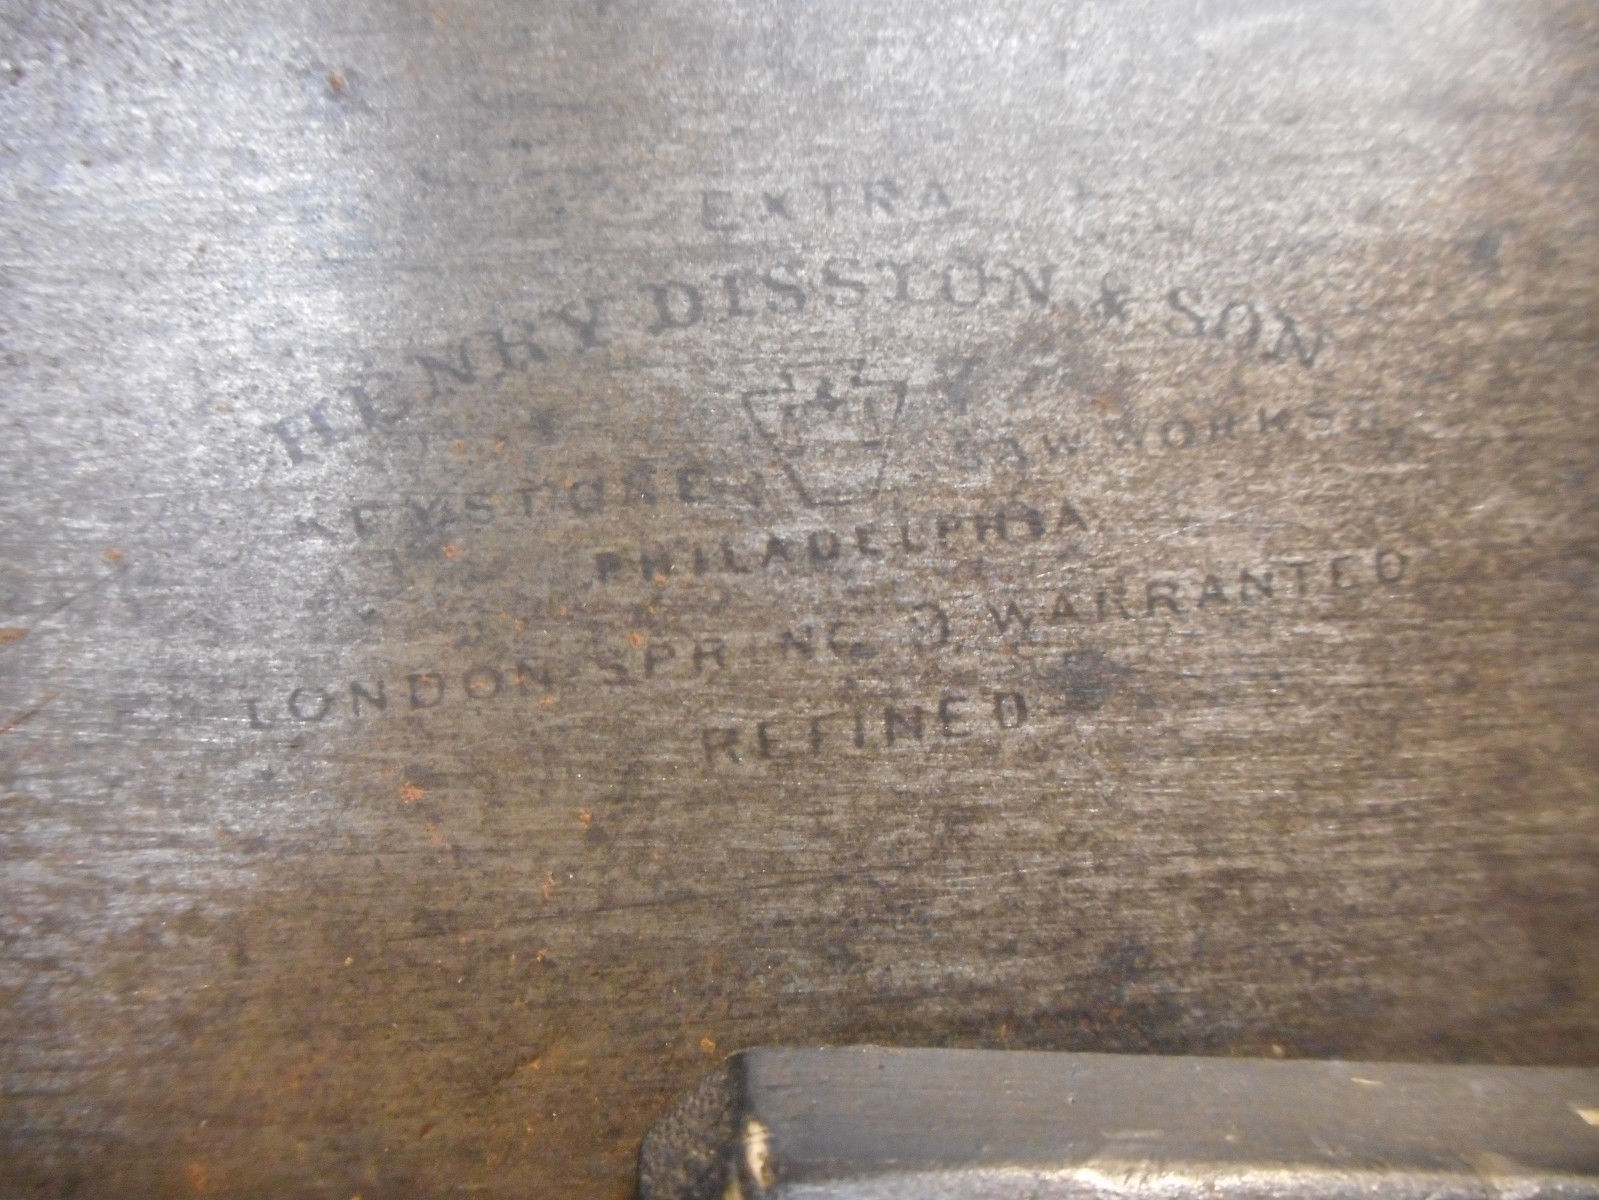 EXTRA
HENRY DISSTON & SON
KEYSTONE SAW WORKS
PHILADELPHIA
LONDON SPRING WARRANTED
REFINED